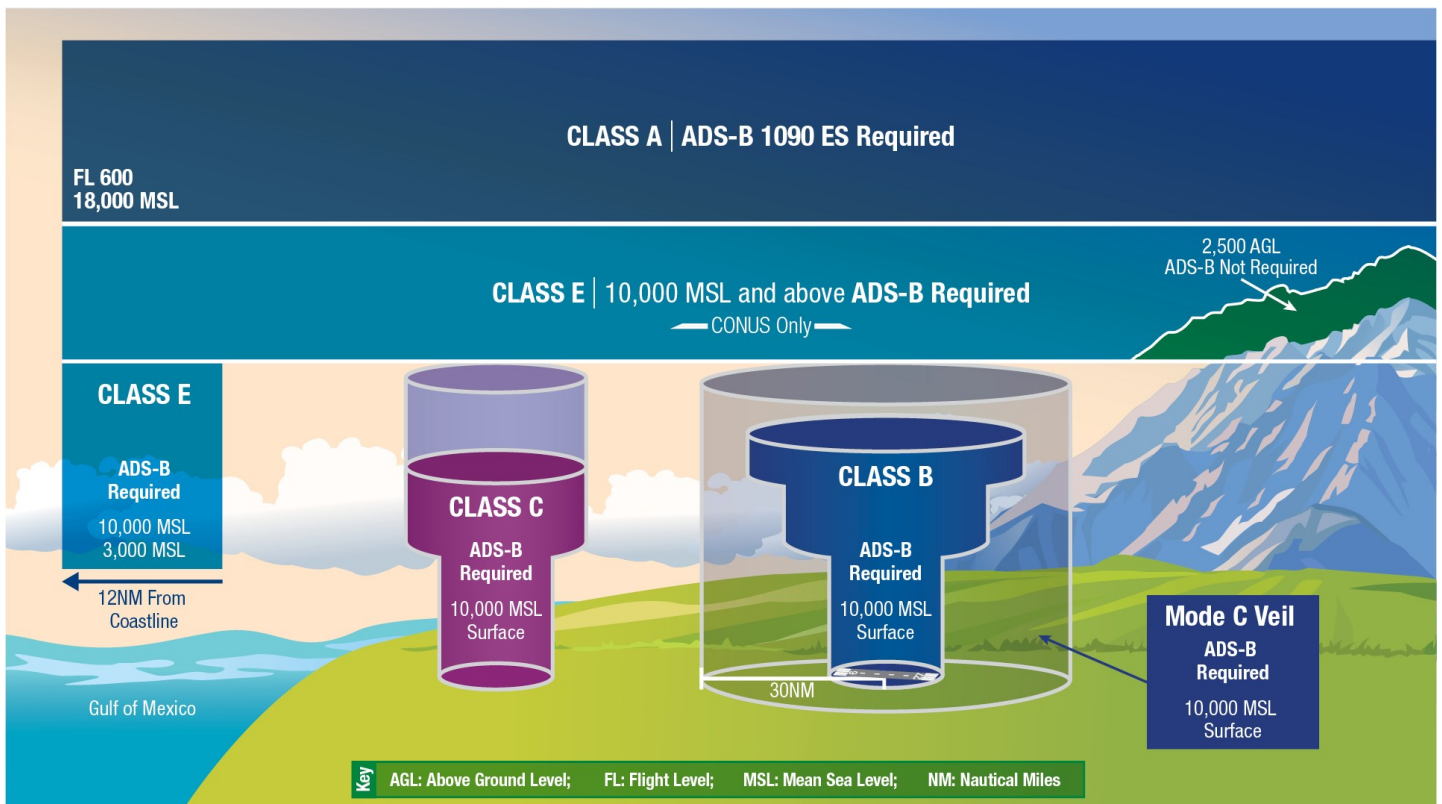 CLASS A | ADS-B 1090 ES Required
FL 600
18,000 MSL
2,500 AGL
ADS-B Not Required
CLASS E | 10,000 MSL and above ADS-B Required
CONUS Only
CLASS E
ADS-B
Required
10,000 MSL
3,000 MSL
12NM From
Coastline
Gulf of Mexico
CLASS C
ADS-B
Required
10,000 MSL
Surface
CLASS B
ADS-B
Required
10,000 MSL
Surface
30NM
Mode C Veil
ADS-B
Required
10,000 MSL
Surface
Key
AGL: Above Ground Level; FL: Flight Level; MSL: Mean Sea Level; NM: Nautical Miles